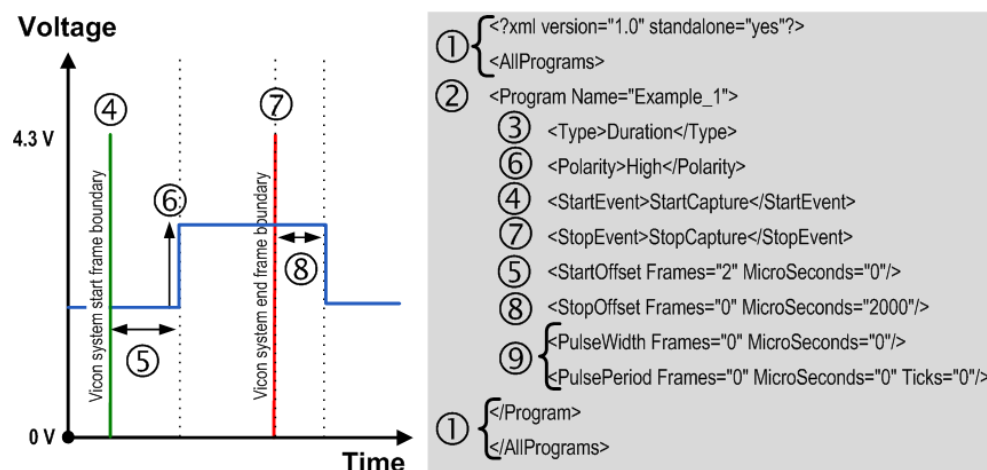 Voltage
4.3 V
0 V
Time
④
⑦
⑥
⑧
⑤
Vicon system start frame boundary
Vicon system end frame boundary
① <?xml version="1.0" standalone="yes"?>
<AllPrograms>
② <Program Name="Example_1">
③ <Type>Duration</Type>
⑥ <Polarity>High</Polarity>
④ <StartEvent>StartCapture</StartEvent>
⑦ <StopEvent>StopCapture</StopEvent>
⑤ <StartOffset Frames="2" MicroSeconds="0"/>
⑧ <StopOffset Frames="0" MicroSeconds="2000"/>
⑨ <PulseWidth Frames="0" MicroSeconds="0"/>
<PulsePeriod Frames="0" MicroSeconds="0" Ticks="0"/>
① </Program>
</AllPrograms>